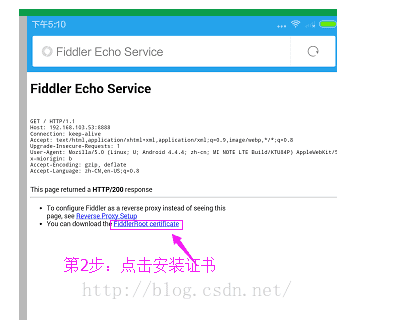 下午5:10
Fiddler Echo Service
Fiddler Echo Service
GET / HTTP/1.1
Host: 192.168.103.53:8888
Connection: keep-alive
Accept: text/html,application/xhtml+xml,application/xml;q=0.9,image/webp,*/*;q=0.8
Upgrade-Insecure-Requests: 1
User-Agent: Mozilla/5.0 (Linux; U; Android 4.4.4; zh-cn; MI NOTE LTE Build/KTU84P) AppleWebKit/5
x-miorigin: b
Accept-Encoding: gzip, deflate
Accept-Language: zh-CN,en-US;q=0.8
This page returned a HTTP/200 response
• To configure Fiddler as a reverse proxy instead of seeing this
page, see Reverse Proxy Setup
• You can download the FiddlerRoot certificate
第2步：点击安装证书
http://blog.csdn.net/